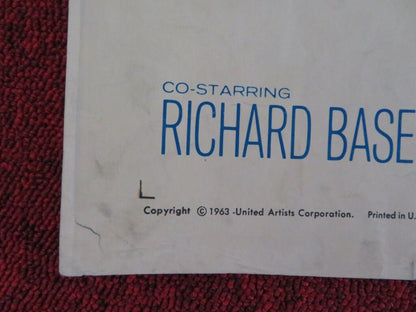 CO-STARRING
RICHARD BASE
Copyright © 1963 -United Artists Corporation. Printed in U.